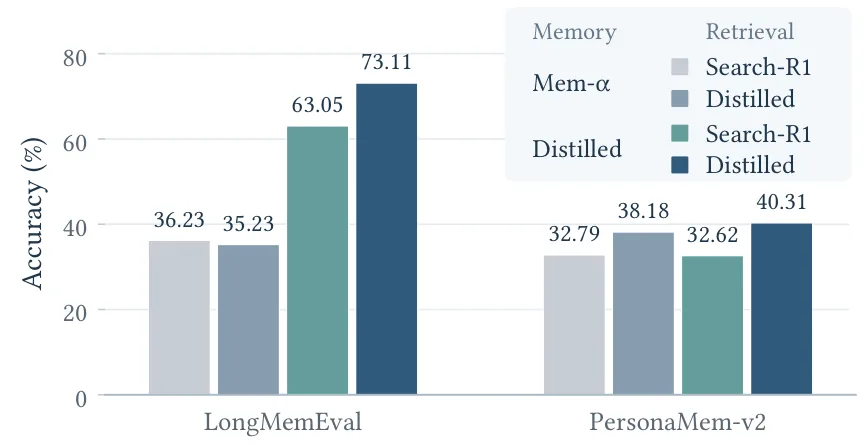 Memory Retrieval
Mem-α
Search-R1
Distilled
Distilled
Search-R1
Distilled
Accuracy (%)
80
60
40
20
0
36.23
35.23
63.05
73.11
32.79
38.18
32.62
40.31
LongMemEval
PersonaMem-v2